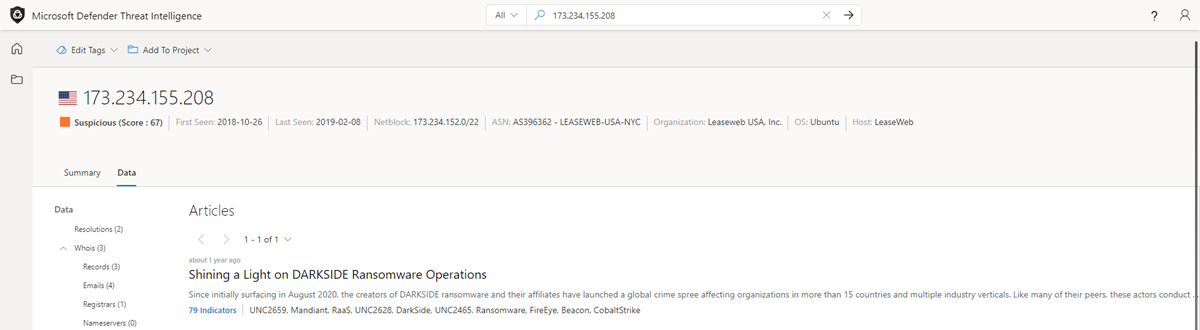 Microsoft Defender Threat Intelligence
All
173.234.155.208
?
Edit Tags
Add To Project
173.234.155.208
Suspicious (Score : 67) First Seen: 2018-10-26 Last Seen: 2019-02-08 Netblock: 173.234.152.0/22 ASN: AS396362 - LEASEWEB-USA-NYC Organization: Leaseweb USA, Inc. OS: Ubuntu Host: LeaseWeb
Summary Data
Data
Resolutions (2)
Whois (3)
Records (3)
Emails (4)
Registrars (1)
Nameservers (0)
Articles
1 - 1 of 1
about 1 year ago
Shining a Light on DARKSIDE Ransomware Operations
Since initially surfacing in August 2020, the creators of DARKSIDE ransomware and their affiliates have launched a global crime spree affecting organizations in more than 15 countries and multiple industry verticals. Like many of their peers, these actors conduct ...
79 Indicators UNC2659, Mandiant, RaaS, UNC2628, DarkSide, UNC2465, Ransomware, FireEye, Beacon, CobaltStrike